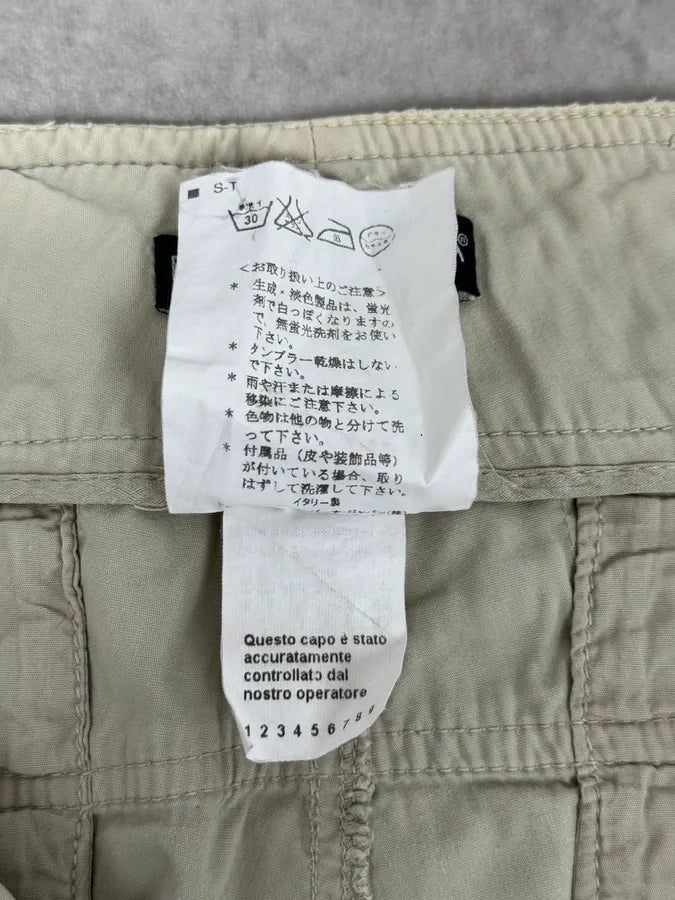 S-T
30
<お取り扱い上のご注意>
* 生成・淡色製品は、蛍光
剤で白っぽくなりますの
で、無蛍光洗剤をお使い
下さい。
* タンブラー乾燥はしない
で下さい。
* 雨や汗または摩擦による
移染にご注意下さい。
* 色物は他の物と分けて洗
って下さい。
* 付属品（皮や装飾品等）
が付いている場合、取り
はずして洗濯して下さい。
イタリー製
Questo capo è stato
accuratamente
controllato dal
nostro operatore
1 2 3 4 5 6 7 8 9
®